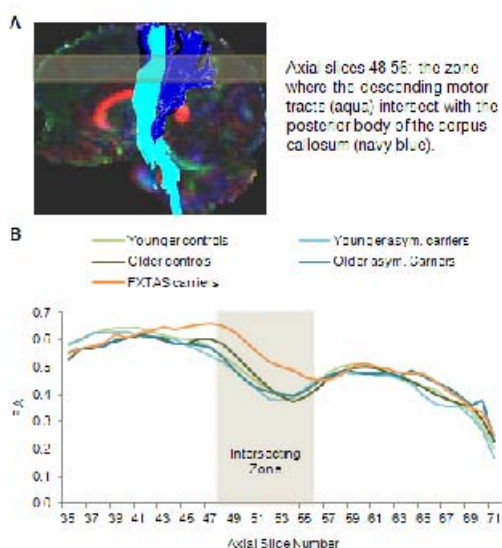 A
Axial slices 48-56: the zone
where the descending motor
tracts (aqua) intersect with the
posterior body of the corpus
callosum (navy blue).
B
Younger controls
Younger asym. carriers
Older controls
Older asym. Carriers
FXTAS carriers
0.7
0.6
0.5
0.4
0.3
0.2
0.1
0.0
FA
Intersecting
Zone
35 37 39 41 43 45 47 49 51 53 55 57 59 61 63 65 67 69 71
Axial Slice Number